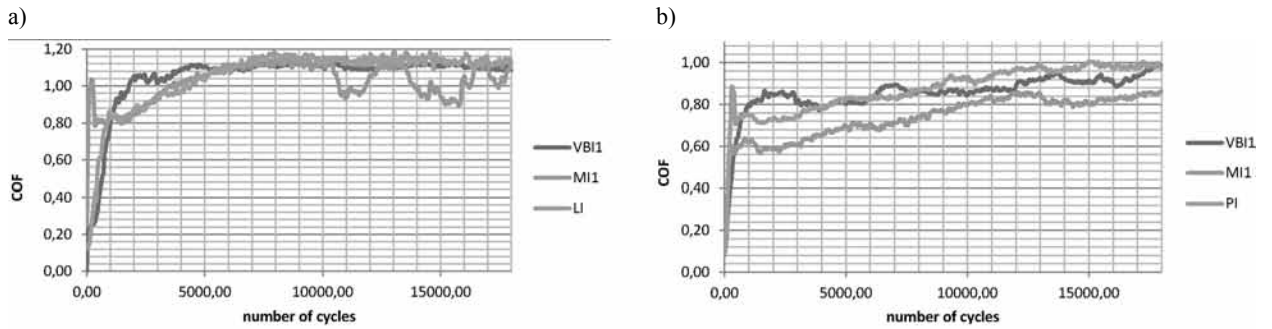 a)
1,20
1,00
0,80
0,60
0,40
0,20
0,00
COF
0,00 5000,00 10000,00 15000,00
number of cycles
VBI1
MI1
LI
b)
1,00
0,80
0,60
0,40
0,20
0,00
COF
0,00 5000,00 10000,00 15000,00
number of cycles
VBI1
MI1
PI